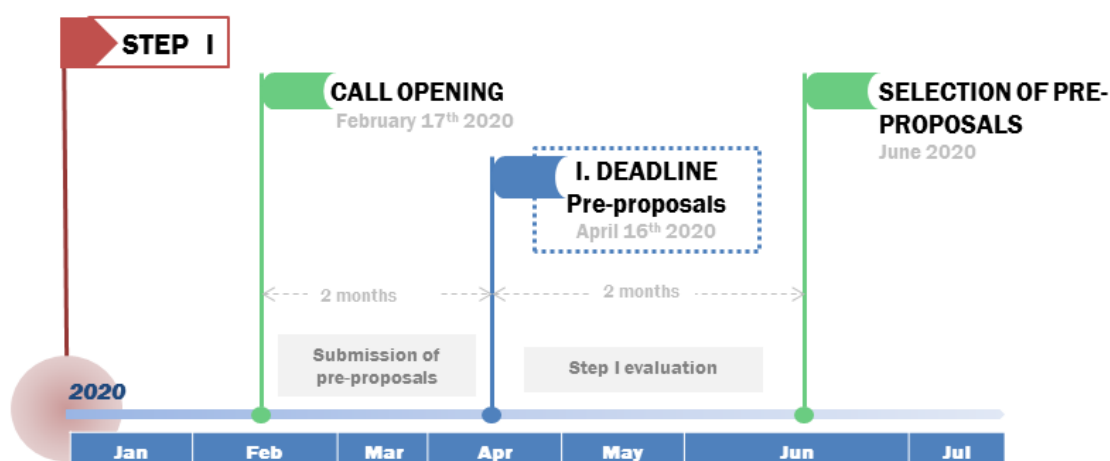 STEP I
CALL OPENING
February 17th 2020
SELECTION OF PRE-
PROPOSALS
June 2020
I. DEADLINE
Pre-proposals
April 16th 2020
2 months
2 months
Submission of
pre-proposals
Step I evaluation
2020
Jan Feb Mar Apr May Jun Jul